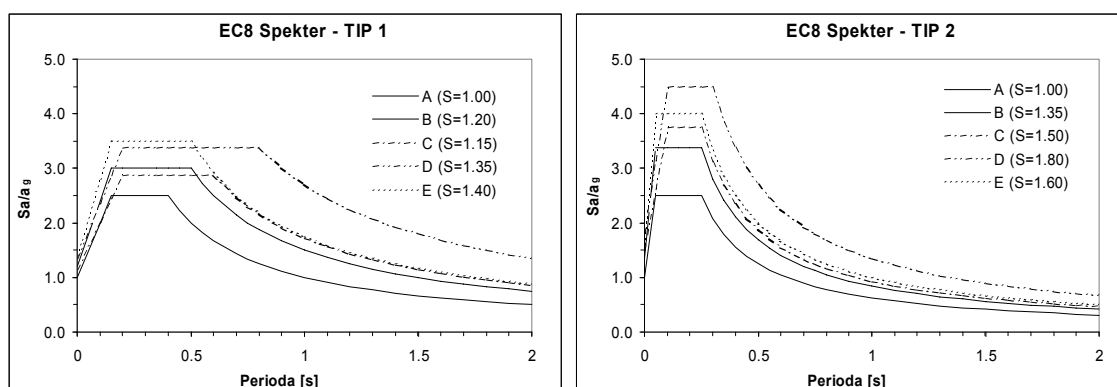 EC8 Spekter - TIP 1
5.0
4.0
3.0
2.0
1.0
0.0
Sa/ag
A (S=1.00)
B (S=1.20)
C (S=1.15)
D (S=1.35)
E (S=1.40)
0
0.5
1
1.5
2
Perioda [s]
EC8 Spekter - TIP 2
5.0
4.0
3.0
2.0
1.0
0.0
Sa/ag
A (S=1.00)
B (S=1.35)
C (S=1.50)
D (S=1.80)
E (S=1.60)
0
0.5
1
1.5
2
Perioda [s]